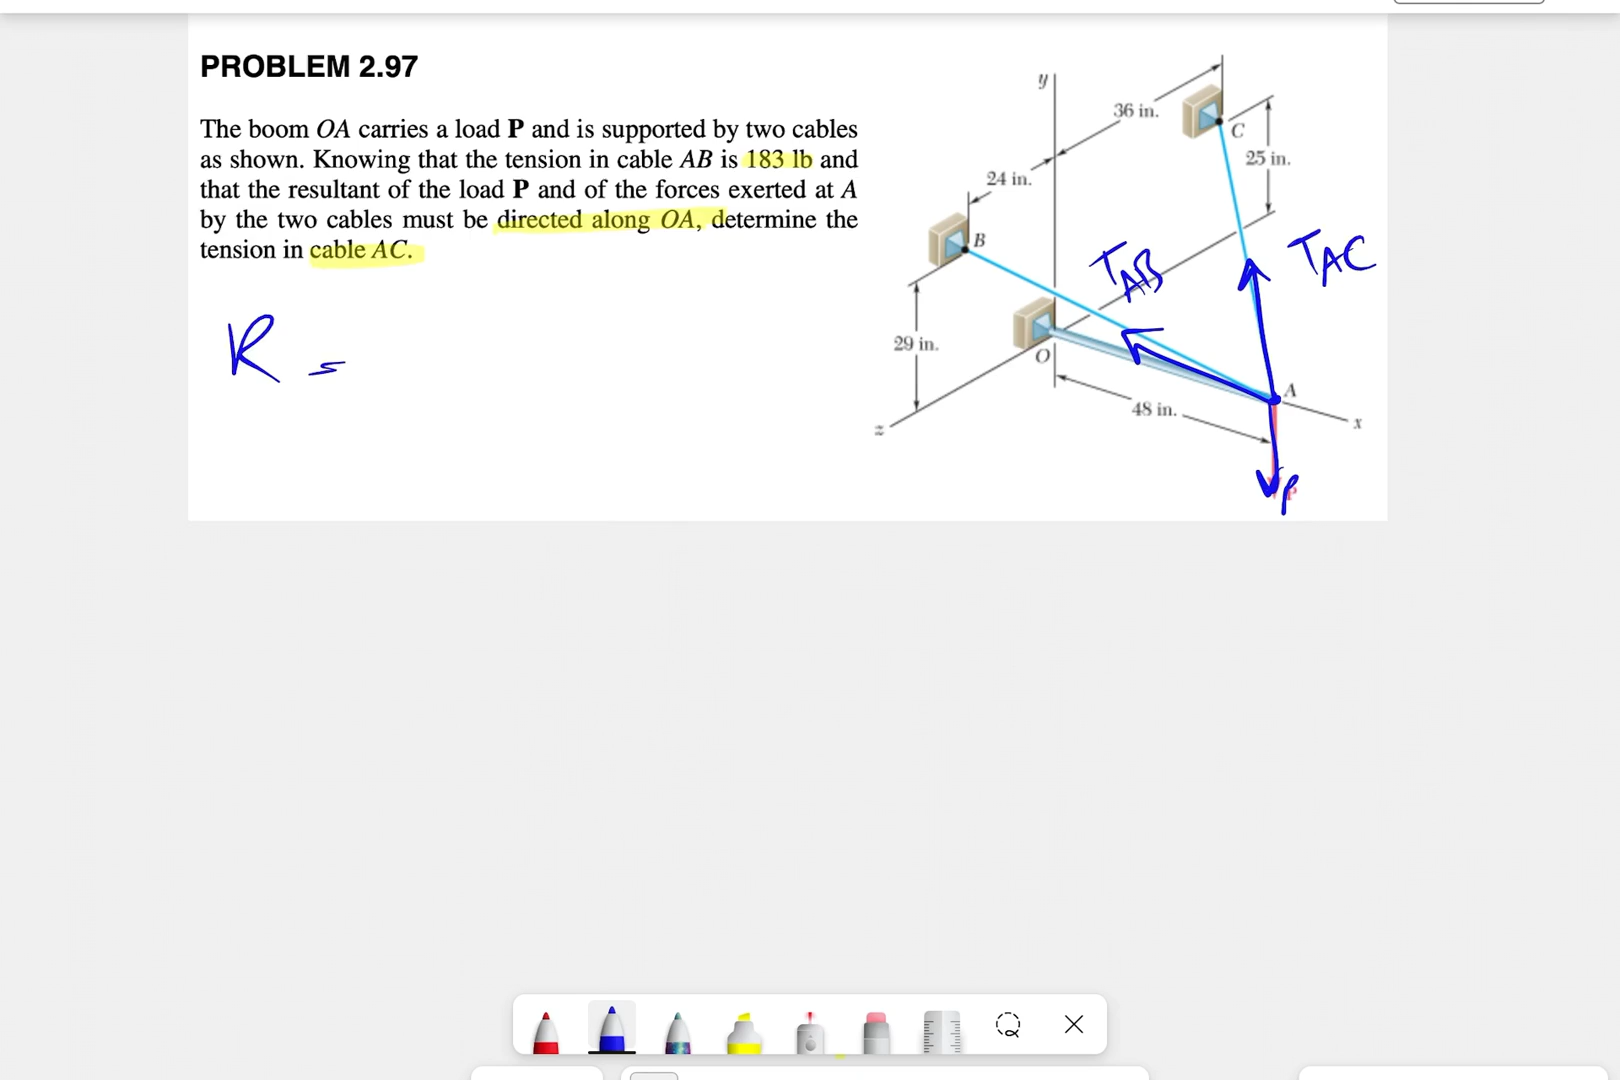 PROBLEM 2.97
The boom OA carries a load P and is supported by two cables
as shown. Knowing that the tension in cable AB is 183 lb and
that the resultant of the load P and of the forces exerted at A
by the two cables must be directed along OA, determine the
tension in cable AC.
R =
y
36 in.
C
25 in.
24 in.
B
TAB
TAC
29 in.
O
A
48 in.
x
z
P